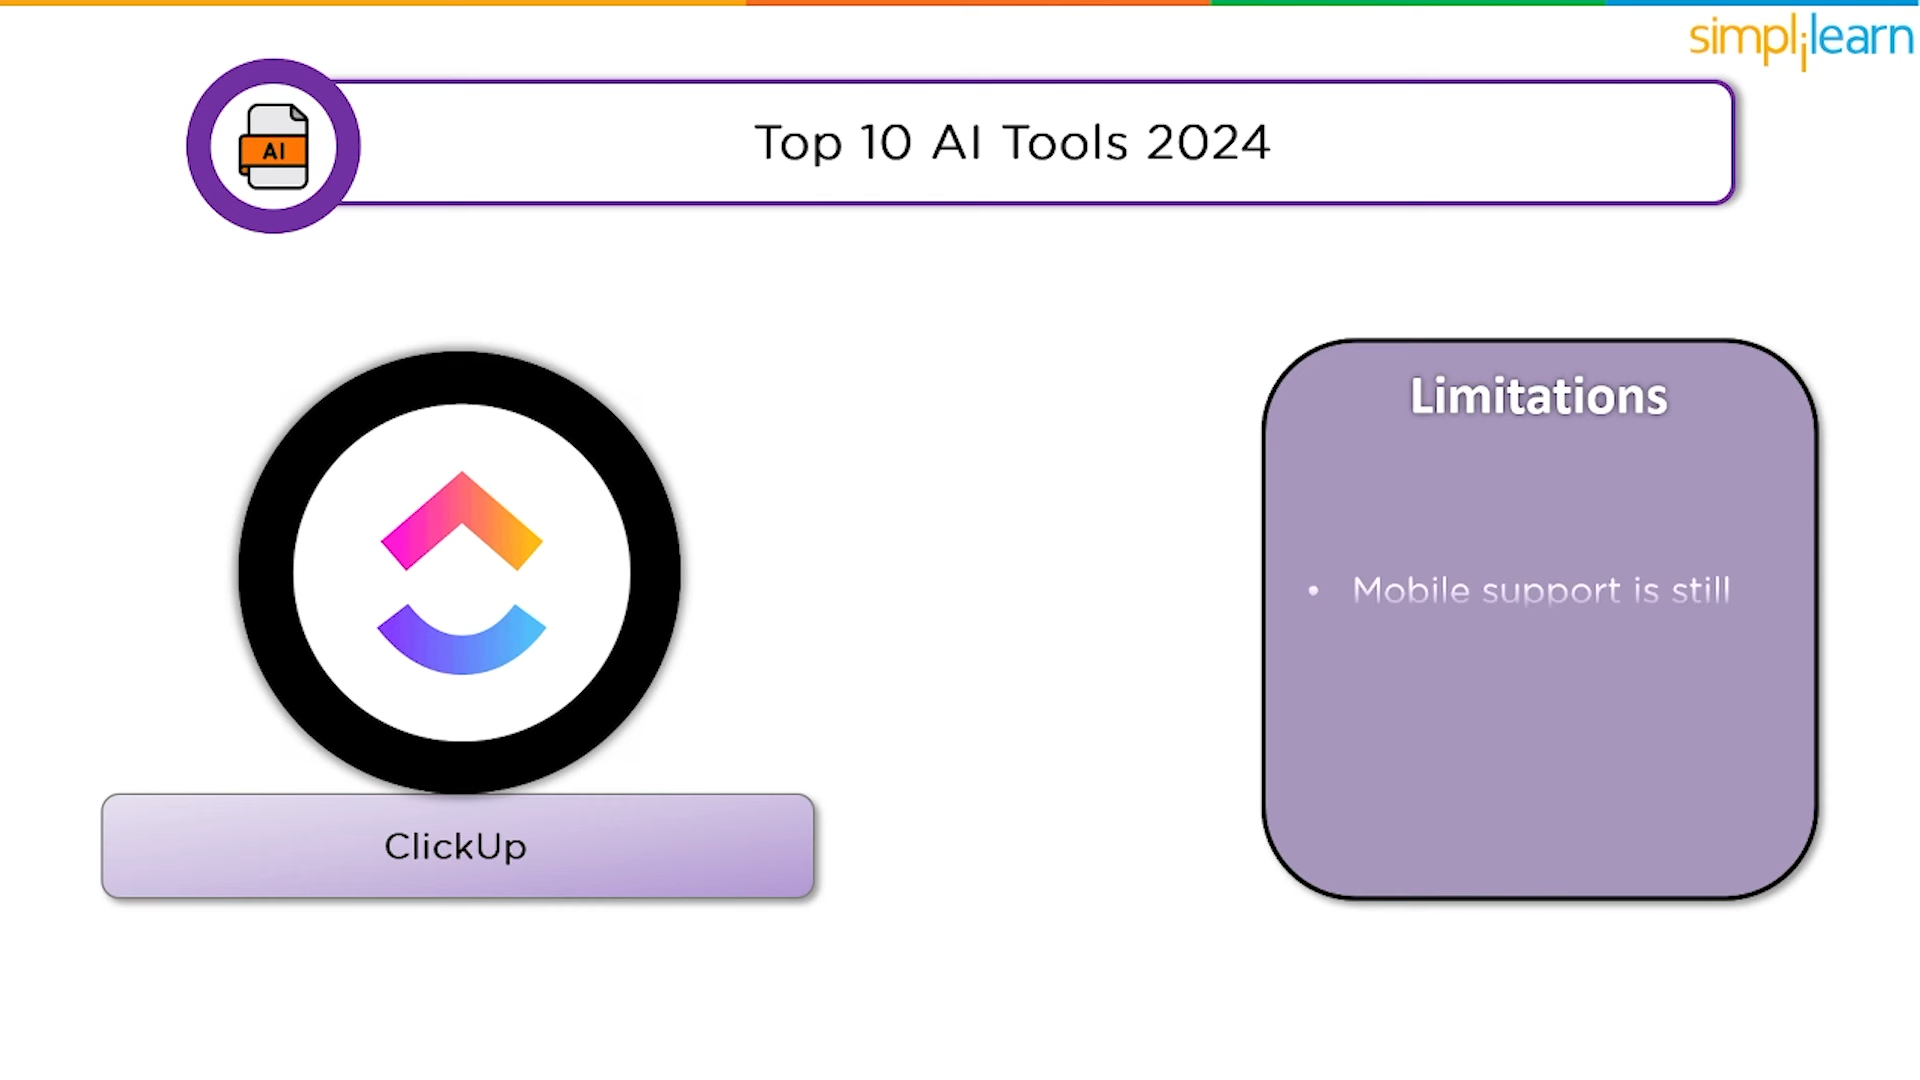 simplilearn
AI
Top 10 AI Tools 2024
Limitations
• Mobile support is still
ClickUp